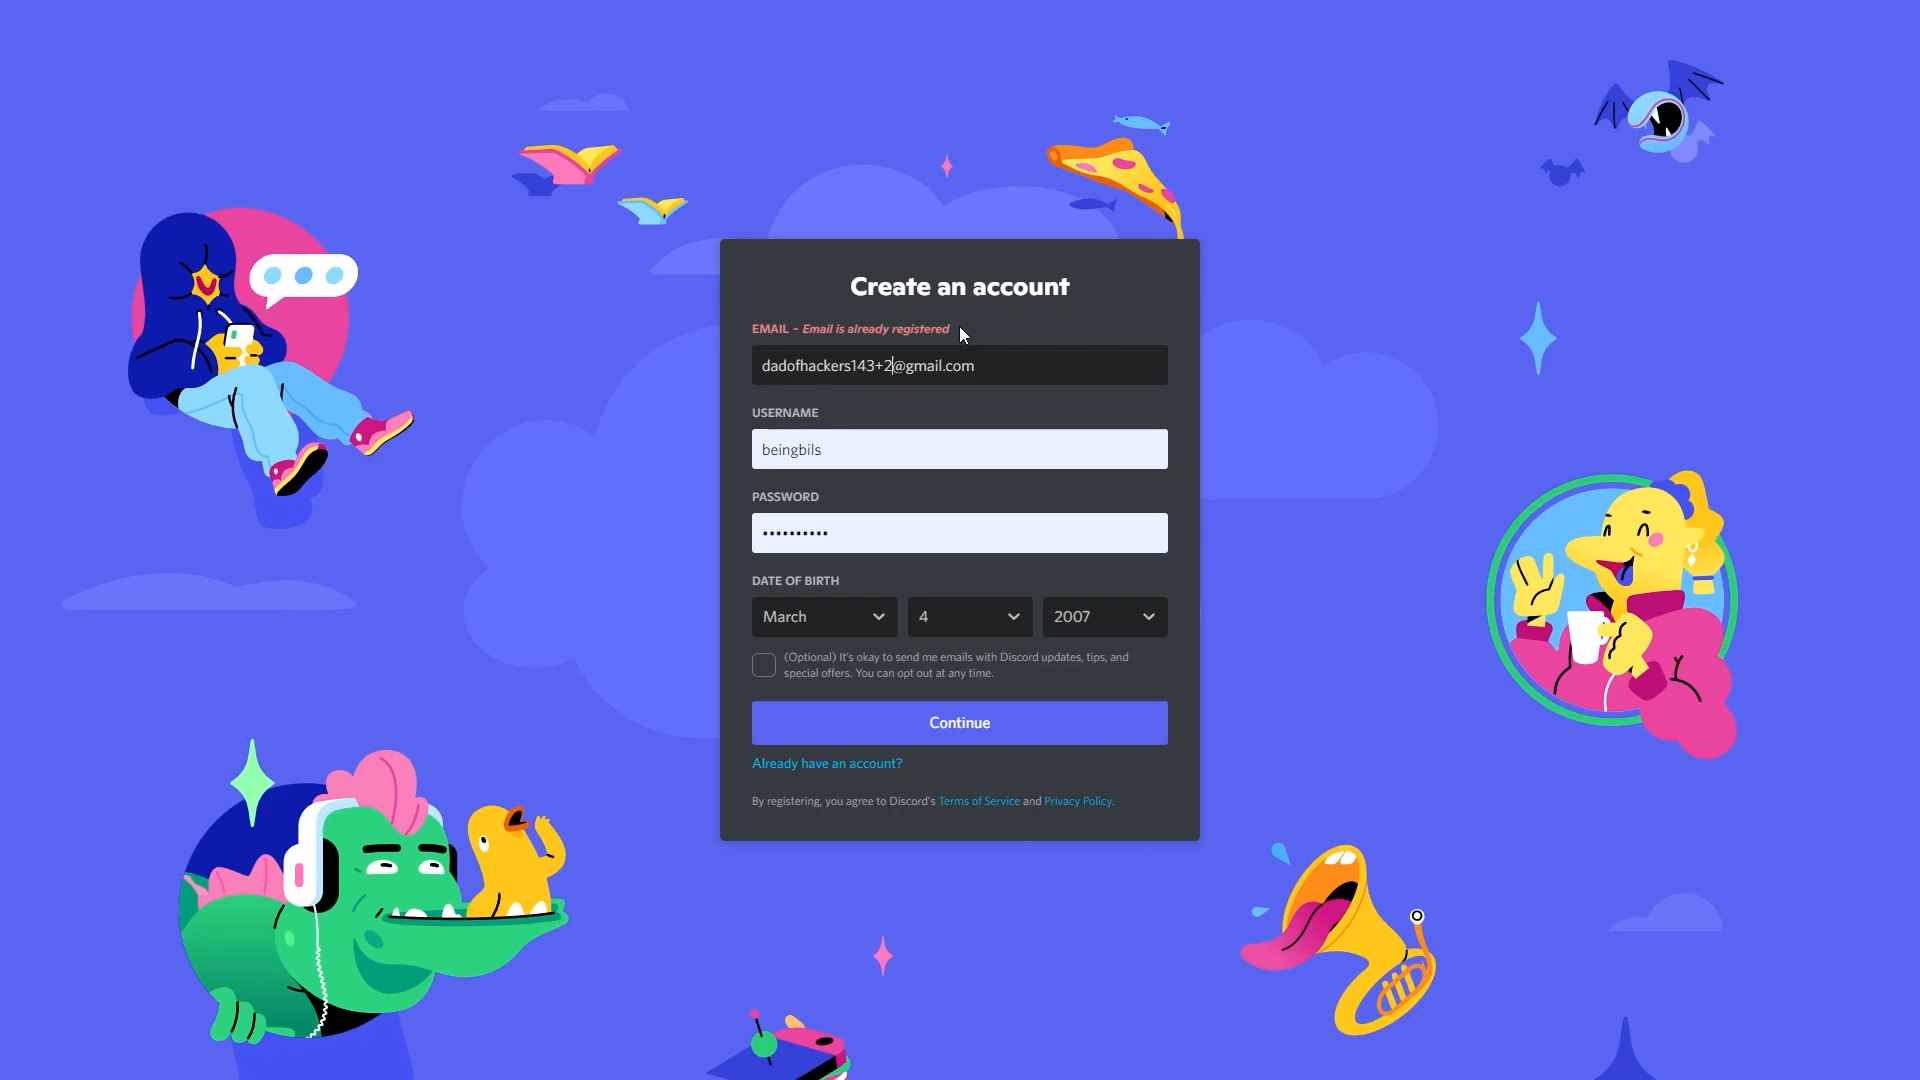 Create an account
EMAIL - Email is already registered
dadofhackers143+2@gmail.com
USERNAME
beingbils
PASSWORD
••••••••••
DATE OF BIRTH
March 4 2007
(Optional) It's okay to send me emails with Discord updates, tips, and
special offers. You can opt out at any time.
Continue
Already have an account?
By registering, you agree to Discord's Terms of Service and Privacy Policy.